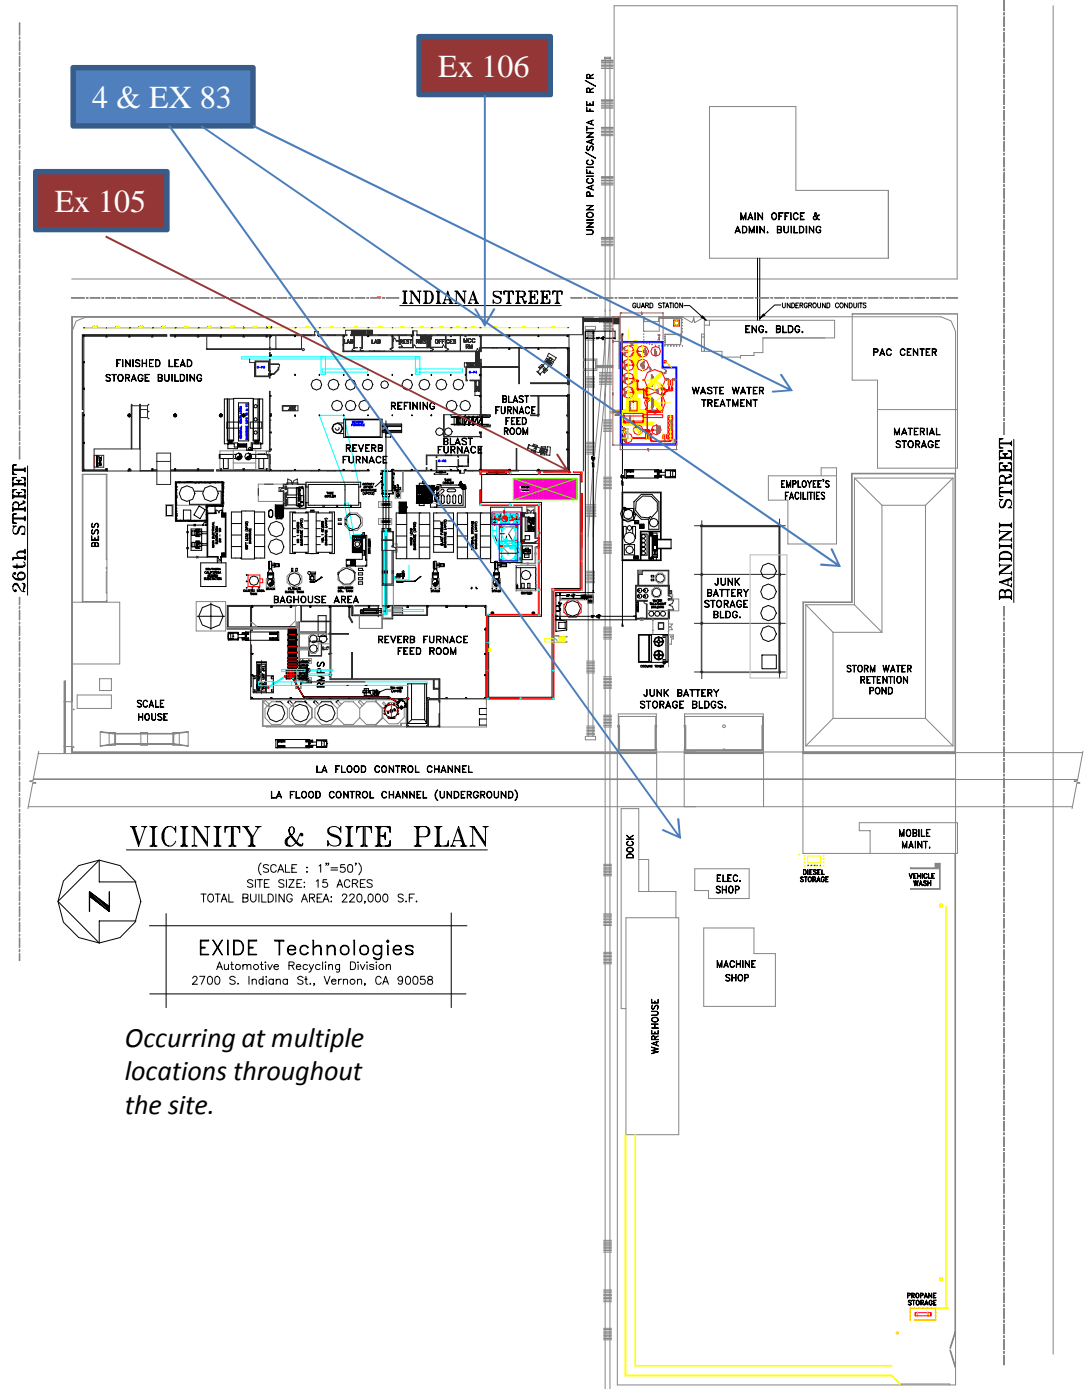 Ex 106
4 & EX 83
Ex 105
UNION PACIFIC/SANTA FE R/R
MAIN OFFICE &
ADMIN. BUILDING
INDIANA STREET
GUARD STATION
UNDERGROUND CONDUITS
ENG. BLDG.
LAB
LAB
REST
OFFICES
MCC
RM
FINISHED LEAD
STORAGE BUILDING
PAC CENTER
REFINING
BLAST
FURNACE
FEED
ROOM
WASTE WATER
TREATMENT
REVERB
FURNACE
BLAST
FURNACE
MATERIAL
STORAGE
26th STREET
BANDINI STREET
EMPLOYEE'S
FACILITIES
BESS
BAGHOUSE AREA
JUNK
BATTERY
STORAGE
BLDG.
REVERB FURNACE
FEED ROOM
RMPS
STORM WATER
RETENTION
POND
SCALE
HOUSE
JUNK BATTERY
STORAGE BLDGS.
LA FLOOD CONTROL CHANNEL
LA FLOOD CONTROL CHANNEL (UNDERGROUND)
VICINITY & SITE PLAN
(SCALE : 1"=50')
SITE SIZE: 15 ACRES
TOTAL BUILDING AREA: 220,000 S.F.
N
DOCK
MOBILE
MAINT.
ELEC.
SHOP
DIESEL
STORAGE
VEHICLE
WASH
EXIDE Technologies
Automotive Recycling Division
2700 S. Indiana St., Vernon, CA 90058
MACHINE
SHOP
WAREHOUSE
Occurring at multiple
locations throughout
the site.
PROPANE
STORAGE